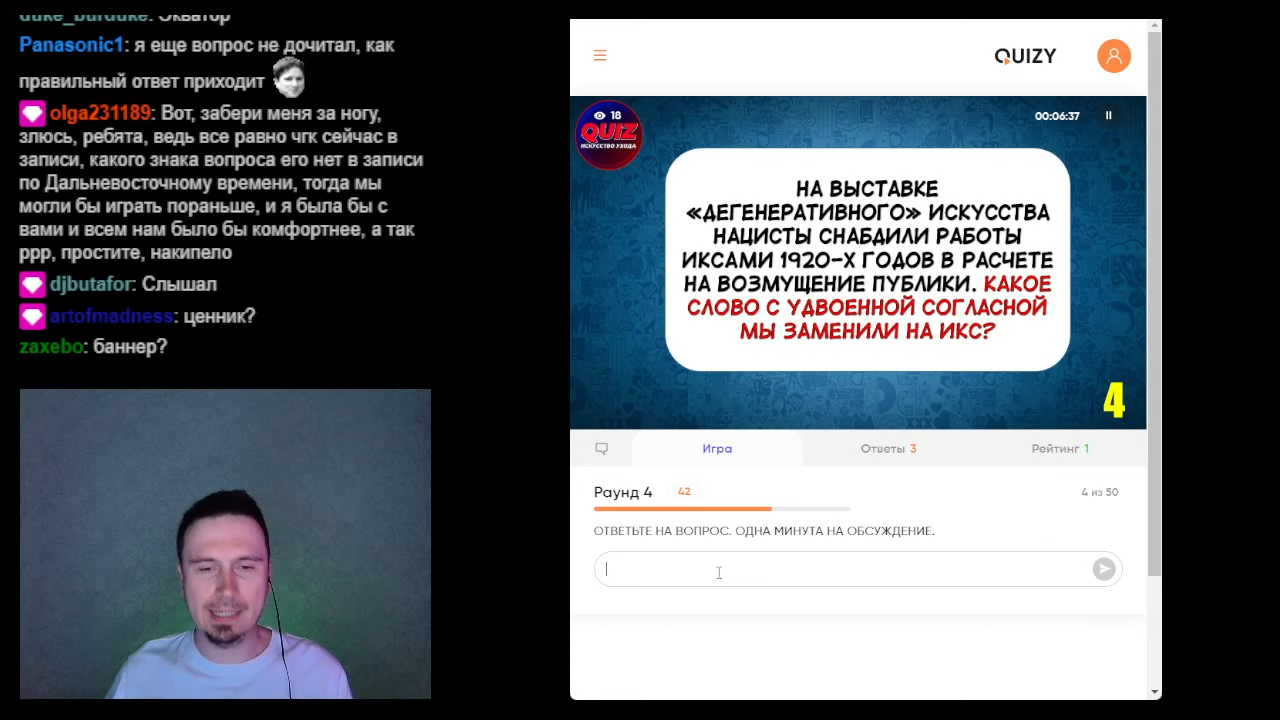 duke_burduke: Экватор
Panasonic1: я еще вопрос не дочитал, как
правильный ответ приходит
olga231189: Вот, забери меня за ногу,
злюсь, ребята, ведь все равно чгк сейчас в
записи, какого знака вопроса его нет в записи
по Дальневосточному времени, тогда мы
могли бы играть пораньше, и я была бы с
вами и всем нам было бы комфортнее, а так
ррр, простите, накипело
djbutafor: Слышал
artofmadness: ценник?
zaxebo: баннер?
QUIZY
18
00:06:37
QUIZ
ИСКУССТВО УХОДА
НА ВЫСТАВКЕ
«ДЕГЕНЕРАТИВНОГО» ИСКУССТВА
НАЦИСТЫ СНАБДИЛИ РАБОТЫ
ИКСАМИ 1920-Х ГОДОВ В РАСЧЕТЕ
НА ВОЗМУЩЕНИЕ ПУБЛИКИ. КАКОЕ
СЛОВО С УДВОЕННОЙ СОГЛАСНОЙ
МЫ ЗАМЕНИЛИ НА ИКС?
4
Игра
Ответы 3
Рейтинг 1
Раунд 4
42
4 из 50
ОТВЕТЬТЕ НА ВОПРОС. ОДНА МИНУТА НА ОБСУЖДЕНИЕ.